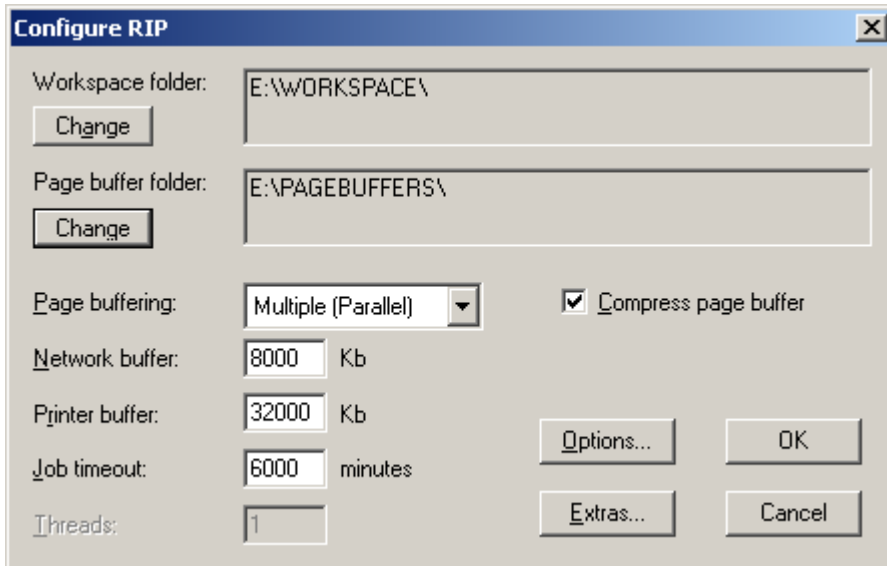 Configure RIP
Workspace folder: E:\WORKSPACE\
Change
Page buffer folder: E:\PAGEBUFFERS\
Change
Page buffering: Multiple (Parallel) Compress page buffer
Network buffer: 8000 Kb
Printer buffer: 32000 Kb
Options... OK
Job timeout: 6000 minutes
Extras... Cancel
Threads: 1